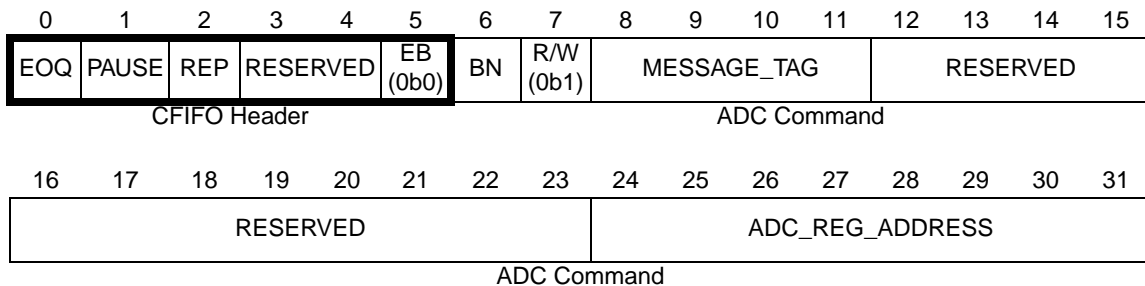 0 1 2 3 4 5 6 7 8 9 10 11 12 13 14 15
EOQ PAUSE REP RESERVED EB (0b0) BN R/W (0b1) MESSAGE_TAG RESERVED
CFIFO Header ADC Command
16 17 18 19 20 21 22 23 24 25 26 27 28 29 30 31
RESERVED ADC_REG_ADDRESS
ADC Command